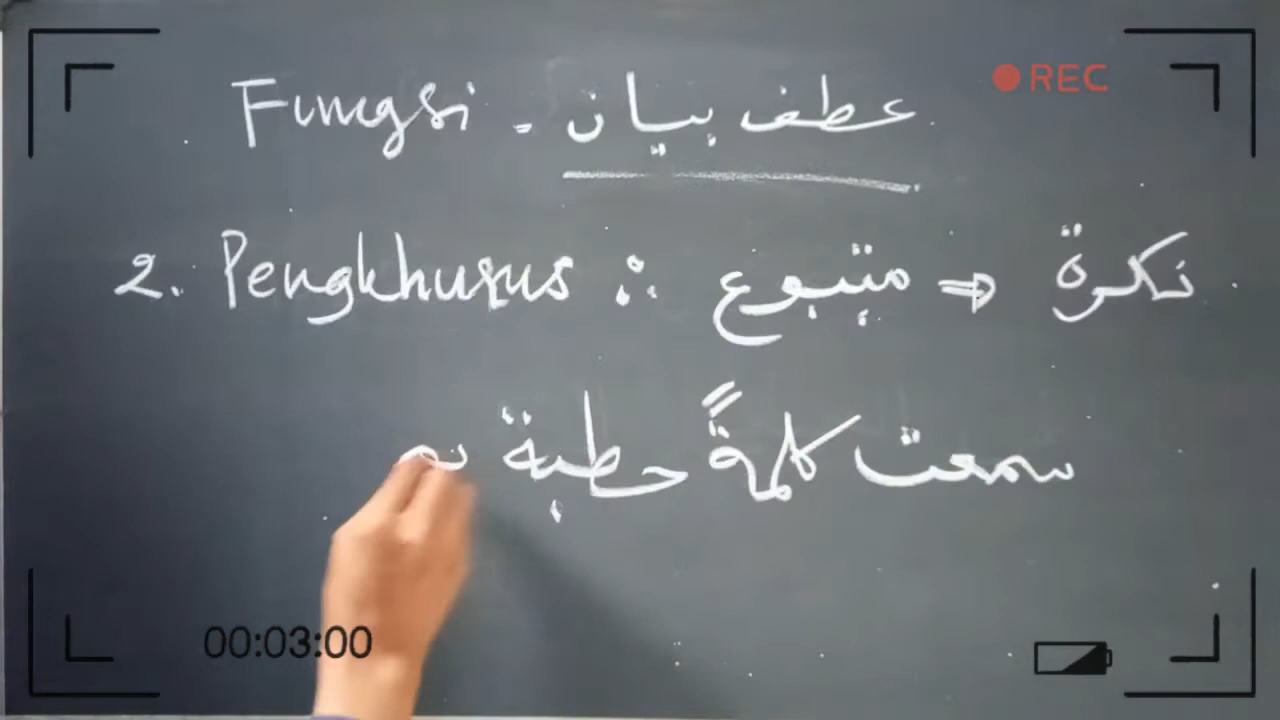 REC
Fungsi - عطف بيان
2. Pengkhusus : متبوع ⇒ نكرة
سمعت كلمةً حطبة
00:03:00